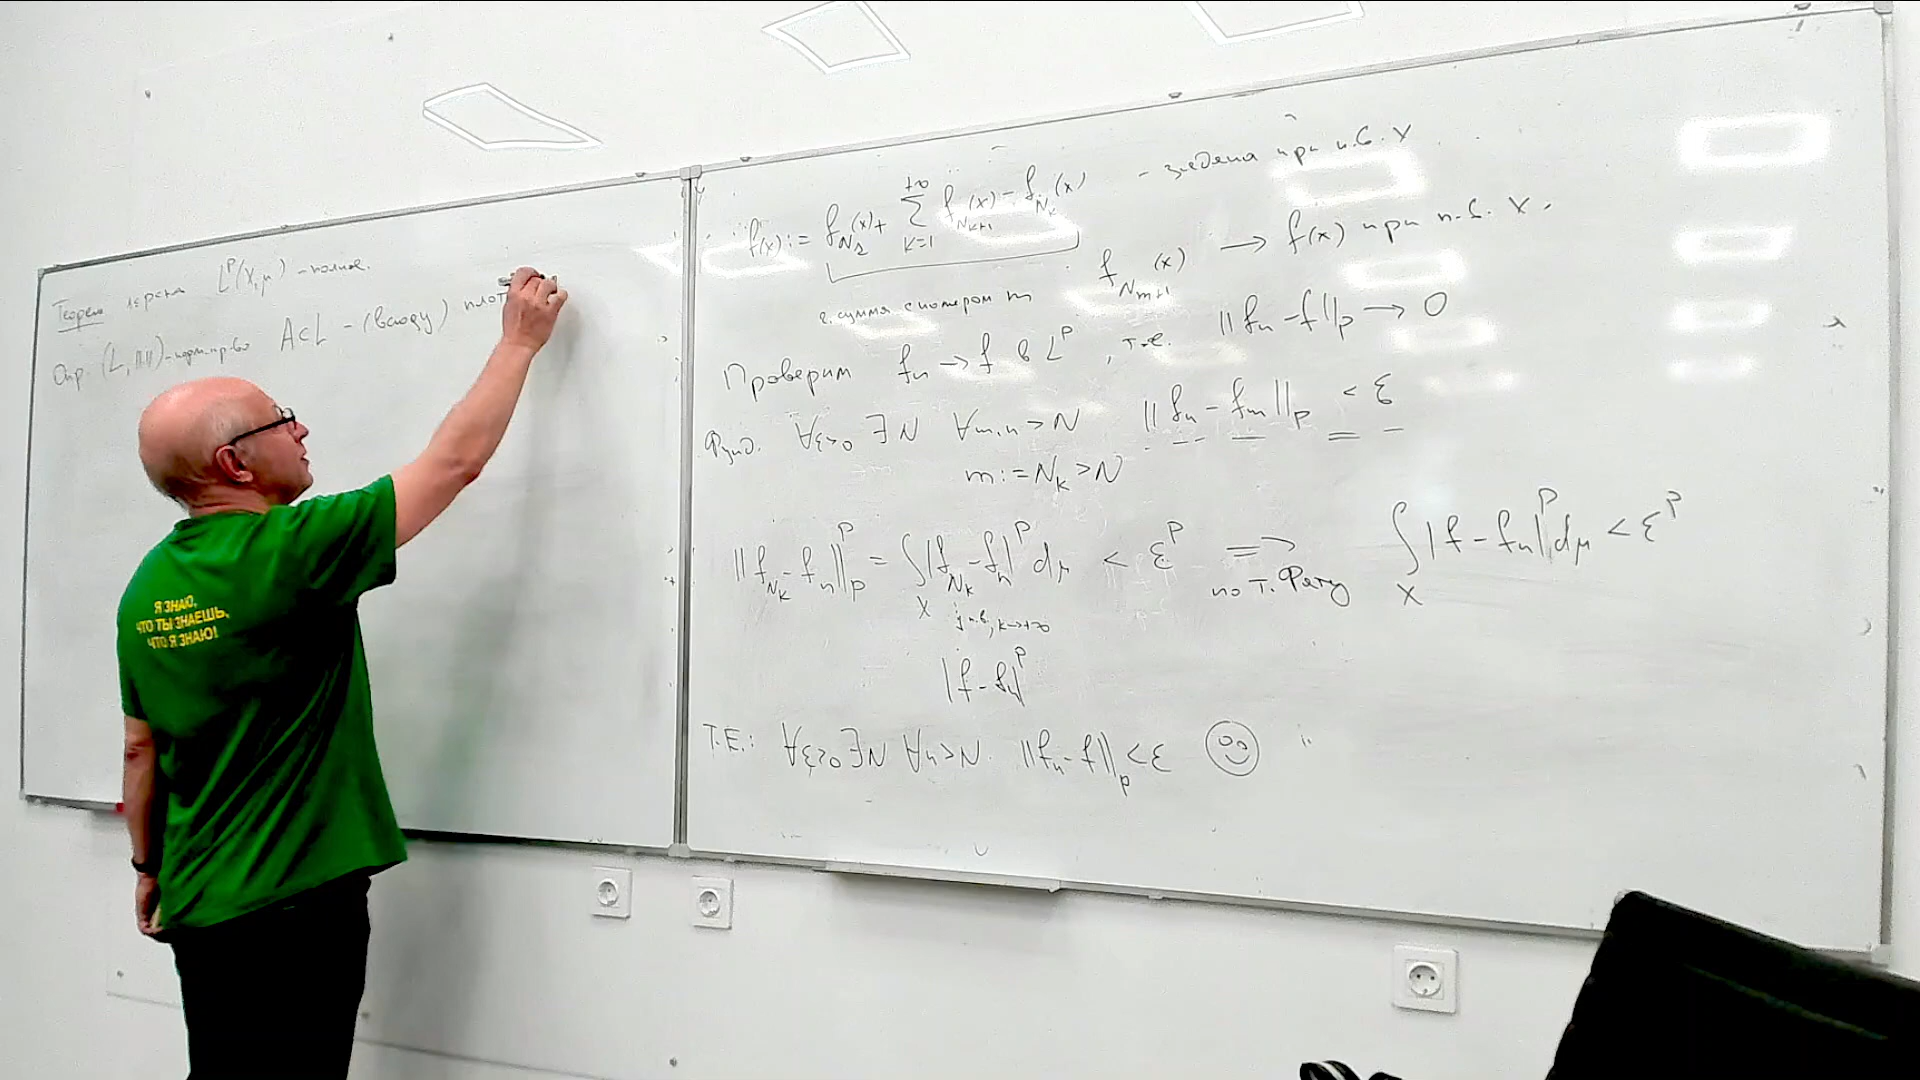 Теорема L^p(X,μ) – полное.
Опр. (L, ||·||) – норм. пр-во A⊂L – (всюду) плот
Я ЗНАЮ,
ЧТО ТЫ ЗНАЕШЬ,
ЧТО Я ЗНАЮ!
f(x) := f_{N_1}(x) + \sum_{k=1}^{+∞} f_{N_{k+1}}(x) – f_{N_k}(x) – задана при п.в. x
ч. сумма с номером m f_{N_{m+1}}(x) → f(x) при п.в. x.
Проверим f_n → f в L^p, т.е. ||f_n – f||_p → 0
Фунд. ∀ε>0 ∃N ∀m,n>N ||f_n – f_m||_p < ε
m := N_k > N
||f_{N_k} – f_n||_p^p = ∫_X |f_{N_k} – f_n|^p dμ < ε^p ⇒ по т. Фату ∫_X |f – f_n|^p dμ < ε^p
↓ п.в., k→+∞
|f – f_n|^p
Т.Е.: ∀ε>0 ∃N ∀n>N ||f_n – f||_p < ε